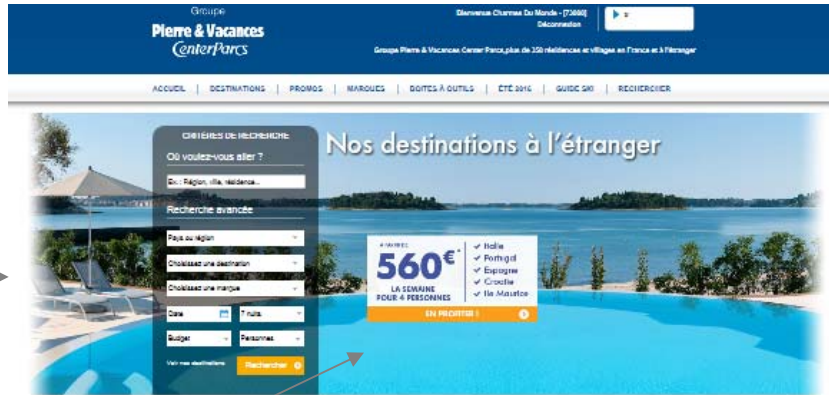 Groupe
Pierre & Vacances
CenterParcs
Bienvenue Charmes Du Monde - [73000]
Déconnexion
Groupe Pierre & Vacances Center Parcs, plus de 350 résidences et villages en France et à l'étranger
ACCUEIL | DESTINATIONS | PROMOS | MARQUES | BOITES À OUTILS | ÉTÉ 2016 | GUIDE SKI | RECHERCHER
CRITÈRES DE RECHERCHE
Où voulez-vous aller ?
Ex. : Région, ville, résidence...
Recherche avancée
Pays ou région
Choisissez une destination
Choisissez une marque
Date
7 nuits
Budget
Personnes
Voir nos destinations
Rechercher
Nos destinations à l'étranger
À PARTIR DE
560€*
LA SEMAINE
POUR 4 PERSONNES
✓ Italie
✓ Portugal
✓ Espagne
✓ Croatie
✓ Ile Maurice
EN PROFITER !